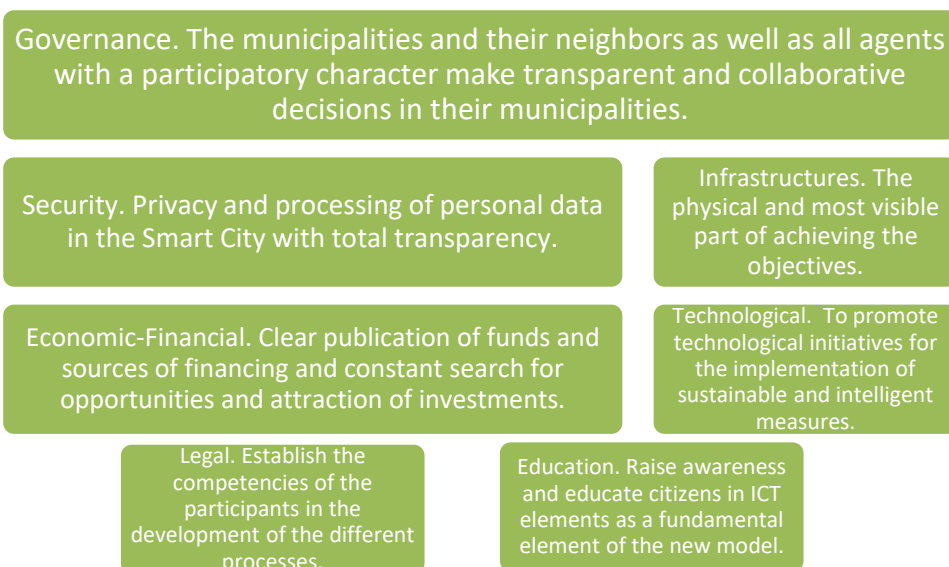 Governance. The municipalities and their neighbors as well as all agents
with a participatory character make transparent and collaborative
decisions in their municipalities.
Security. Privacy and processing of personal data
in the Smart City with total transparency.
Infrastructures. The
physical and most visible
part of achieving the
objectives.
Economic-Financial. Clear publication of funds and
sources of financing and constant search for
opportunities and attraction of investments.
Technological. To promote
technological initiatives for
the implementation of
sustainable and intelligent
measures.
Legal. Establish the
competencies of the
participants in the
development of the different
processes.
Education. Raise awareness
and educate citizens in ICT
elements as a fundamental
element of the new model.